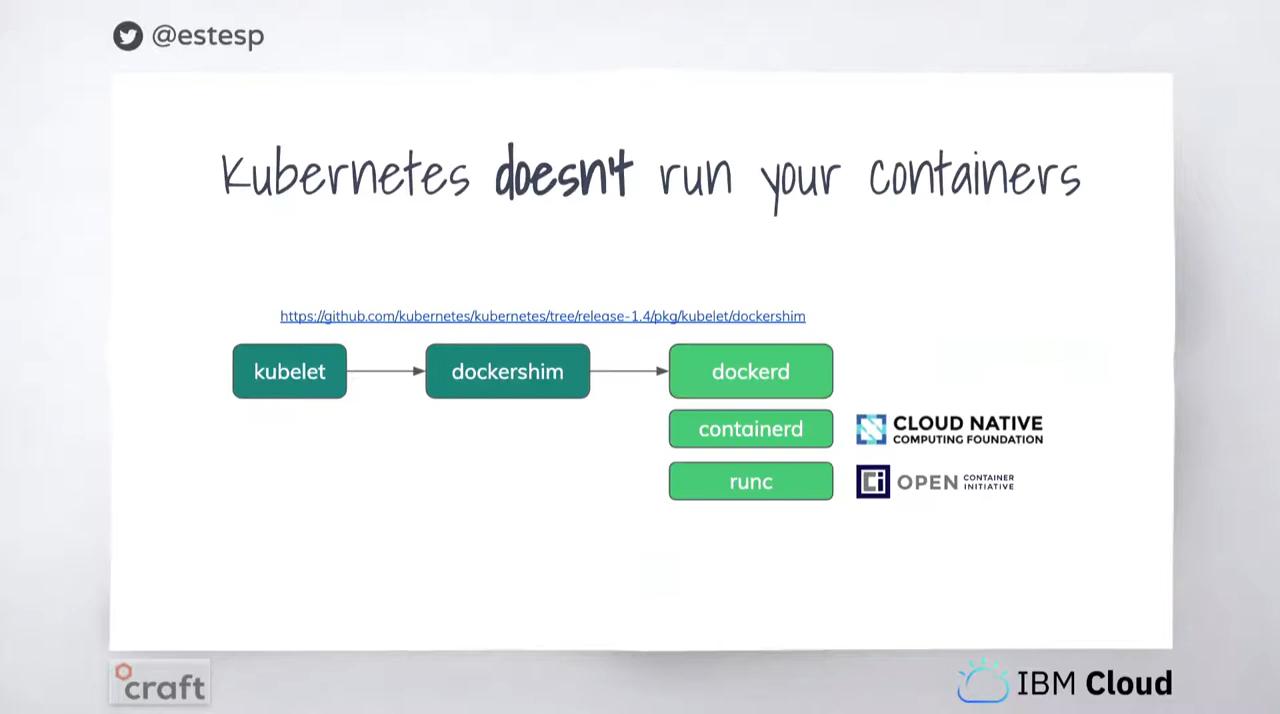 @estesp
Kubernetes doesn't run your containers
https://github.com/kubernetes/kubernetes/tree/release-1.4/pkg/kubelet/dockershim
kubelet
dockershim
dockerd
containerd
CLOUD NATIVE
COMPUTING FOUNDATION
runc
OPEN CONTAINER
INITIATIVE
craft
IBM Cloud